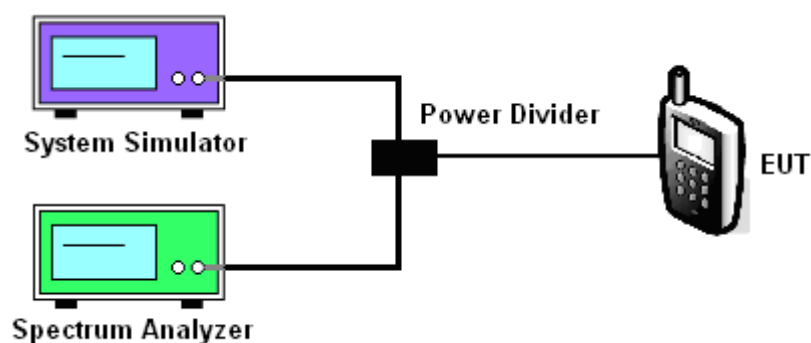 System Simulator
Power Divider
EUT
Spectrum Analyzer